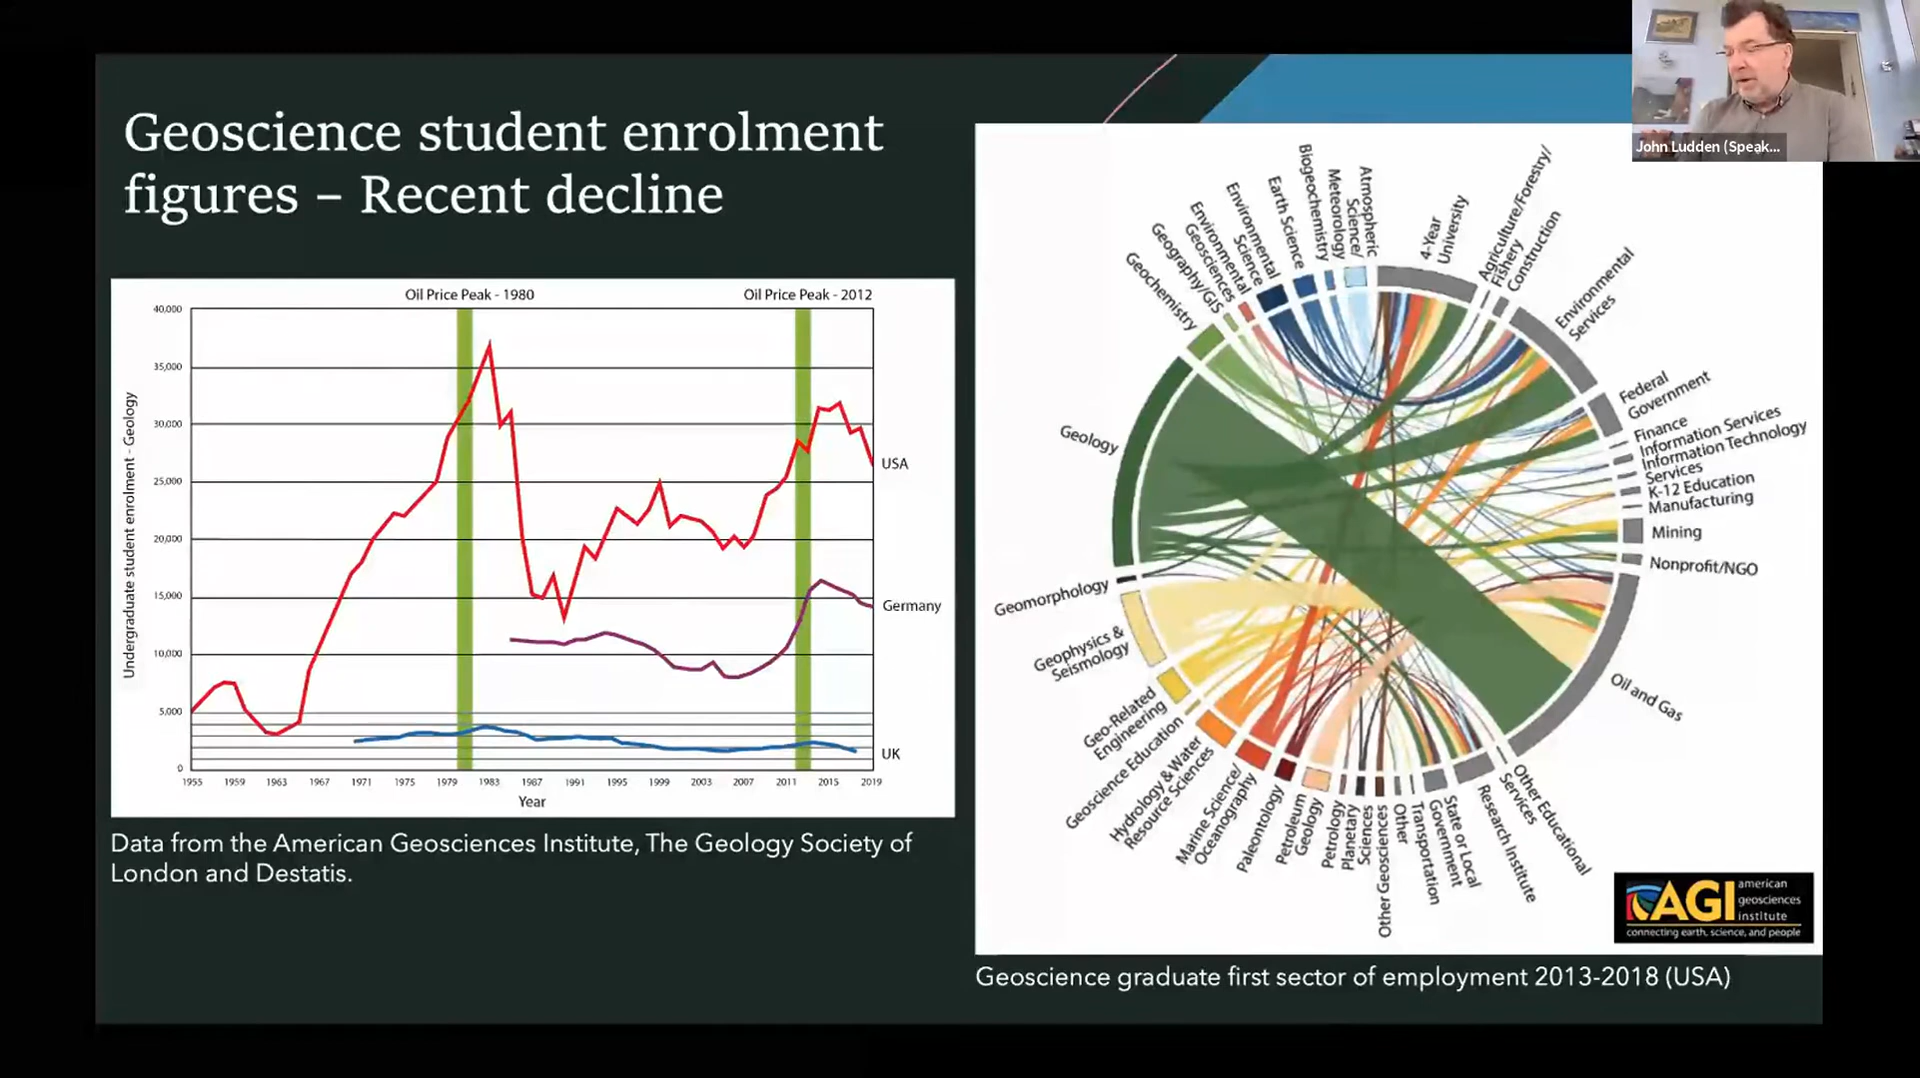 John Ludden (Speak...
Geoscience student enrolment
figures – Recent decline
Oil Price Peak - 1980
Oil Price Peak - 2012
Undergraduate student enrolment - Geology
40,000
35,000
30,000
25,000
20,000
15,000
10,000
5,000
0
USA
Germany
UK
1955 1959 1963 1967 1971 1975 1979 1983 1987 1991 1995 1999 2003 2007 2011 2015 2019
Year
Data from the American Geosciences Institute, The Geology Society of
London and Destatis.
Geology
Geochemistry
Geography/GIS
Environmental
Geosciences
Environmental
Science
Earth Science
Biogeochemistry
Atmospheric
Science/
Meteorology
4-Year
University
Agriculture/Forestry/
Fishery
Construction
Environmental
Services
Federal
Government
Finance
Information Services
Information Technology
Services
K-12 Education
Manufacturing
Mining
Nonprofit/NGO
Oil and Gas
Other Educational
Services
Research Institute
State or Local
Government
Transportation
Other
Other Geosciences
Planetary
Sciences
Petrology
Petroleum
Geology
Paleontology
Marine Science/
Oceanography
Hydrology & Water
Resource Sciences
Geoscience Education
Geo-Related
Engineering
Geophysics &
Seismology
Geomorphology
AGI
american
geosciences
institute
connecting earth, science, and people
Geoscience graduate first sector of employment 2013-2018 (USA)